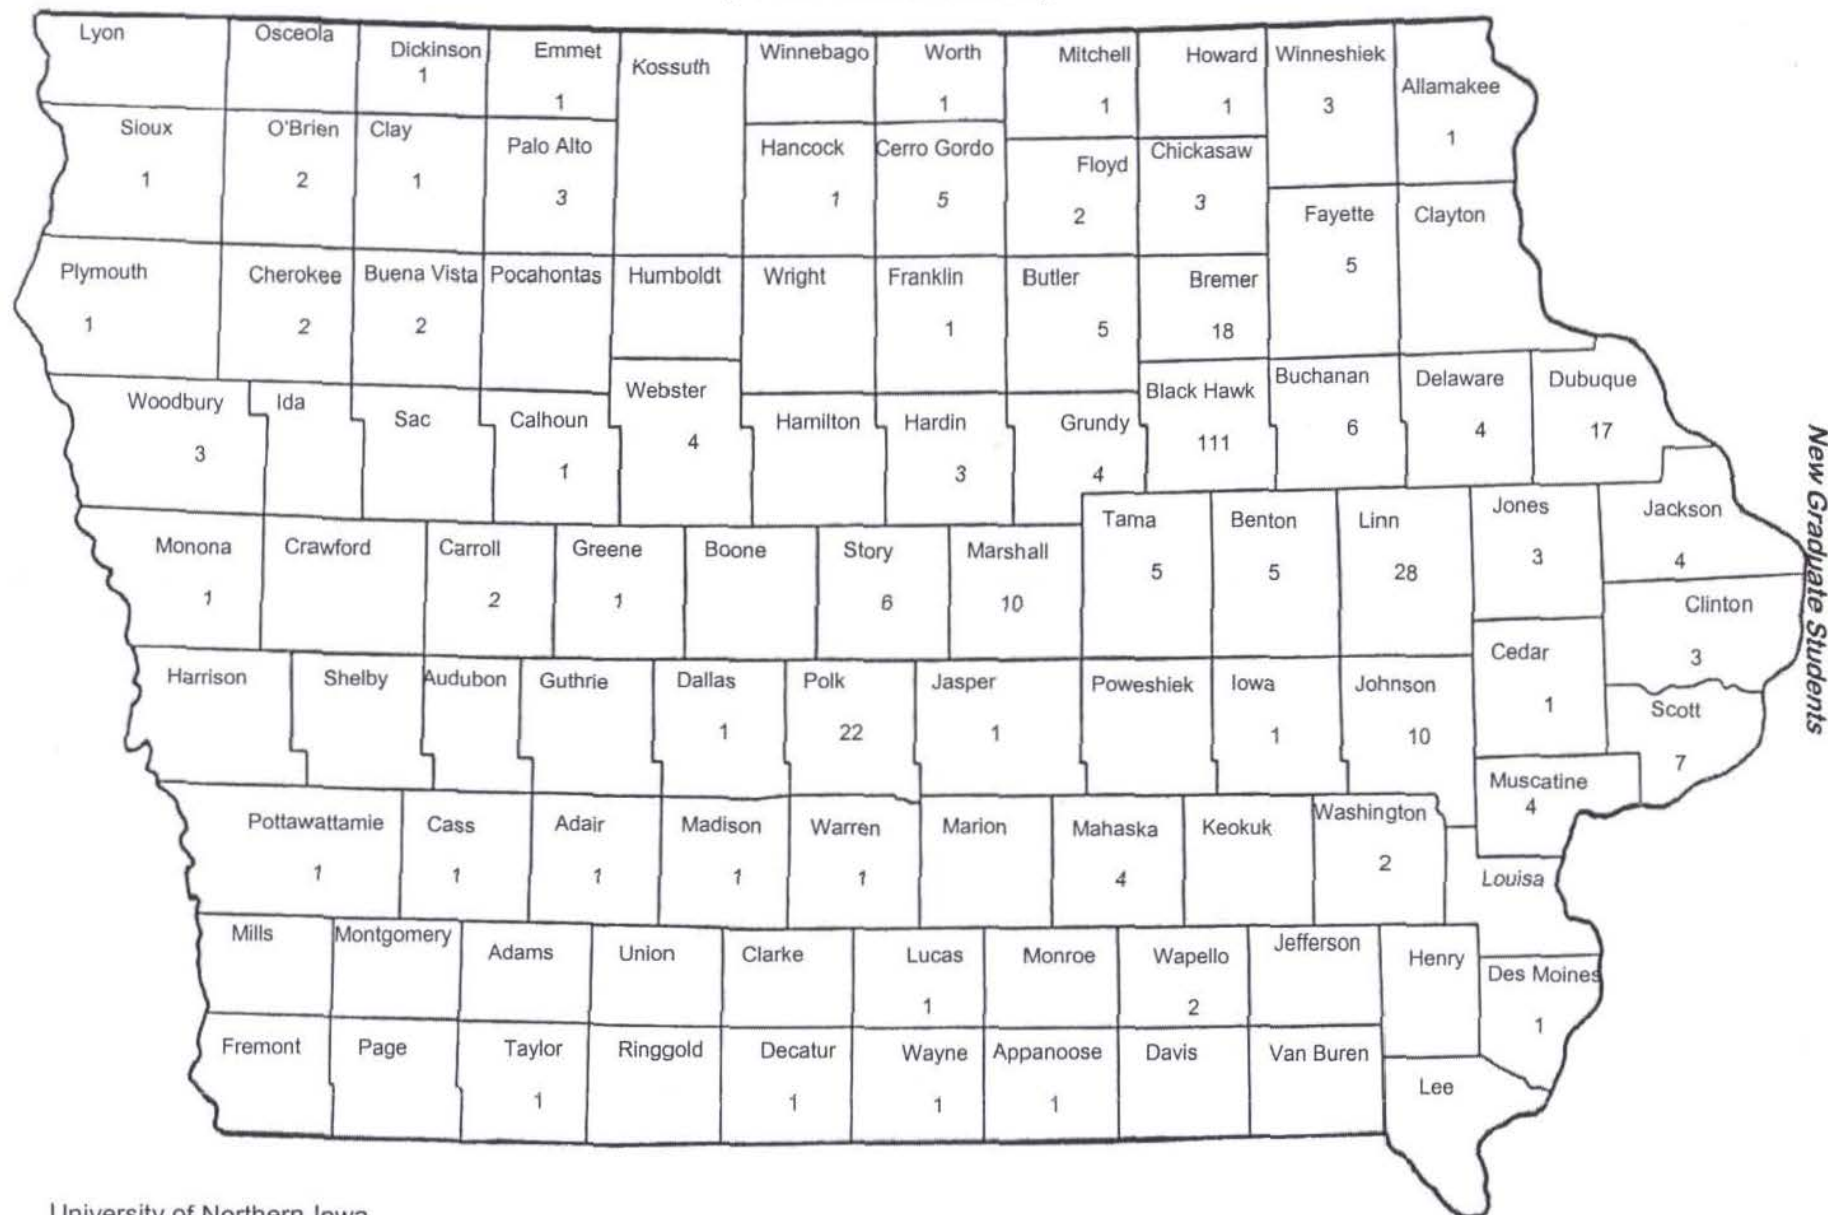 Lyon
Osceola
Dickinson
1
Emmet
1
Kossuth
Winnebago
Worth
1
Mitchell
1
Howard
1
Winneshiek
3
Allamakee
1
Sioux
1
O'Brien
2
Clay
1
Palo Alto
3
Hancock
1
Cerro Gordo
5
Floyd
2
Chickasaw
3
Fayette
5
Clayton
Plymouth
1
Cherokee
2
Buena Vista
2
Pocahontas
Humboldt
Wright
Franklin
1
Butler
5
Bremer
18
Woodbury
3
Ida
Sac
Calhoun
1
Webster
4
Hamilton
Hardin
3
Grundy
4
Black Hawk
111
Buchanan
6
Delaware
4
Dubuque
17
Monona
1
Crawford
Carroll
2
Greene
1
Boone
Story
6
Marshall
10
Tama
5
Benton
5
Linn
28
Jones
3
Jackson
4
Clinton
3
Harrison
Shelby
Audubon
Guthrie
Dallas
1
Polk
22
Jasper
1
Poweshiek
Iowa
1
Johnson
10
Cedar
1
Scott
7
Muscatine
4
Pottawattamie
1
Cass
1
Adair
1
Madison
1
Warren
1
Marion
Mahaska
4
Keokuk
Washington
2
Louisa
Mills
Montgomery
Adams
Union
Clarke
Lucas
1
Monroe
Wapello
2
Jefferson
Henry
Des Moines
1
Fremont
Page
Taylor
1
Ringgold
Decatur
1
Wayne
1
Appanoose
1
Davis
Van Buren
Lee
New Graduate Students
University of Northern Iowa